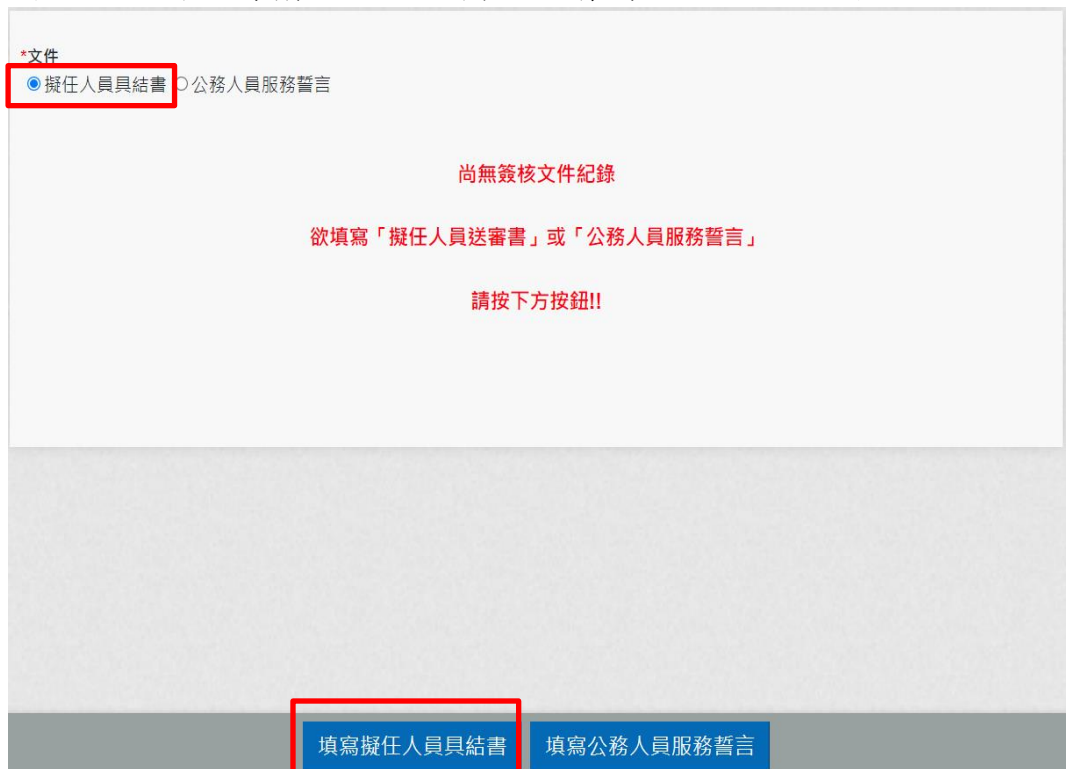 *文件
擬任人員具結書 公務人員服務誓言
尚無簽核文件紀錄
欲填寫「擬任人員送審書」或「公務人員服務誓言」
請按下方按鈕!!
填寫擬任人員具結書 填寫公務人員服務誓言